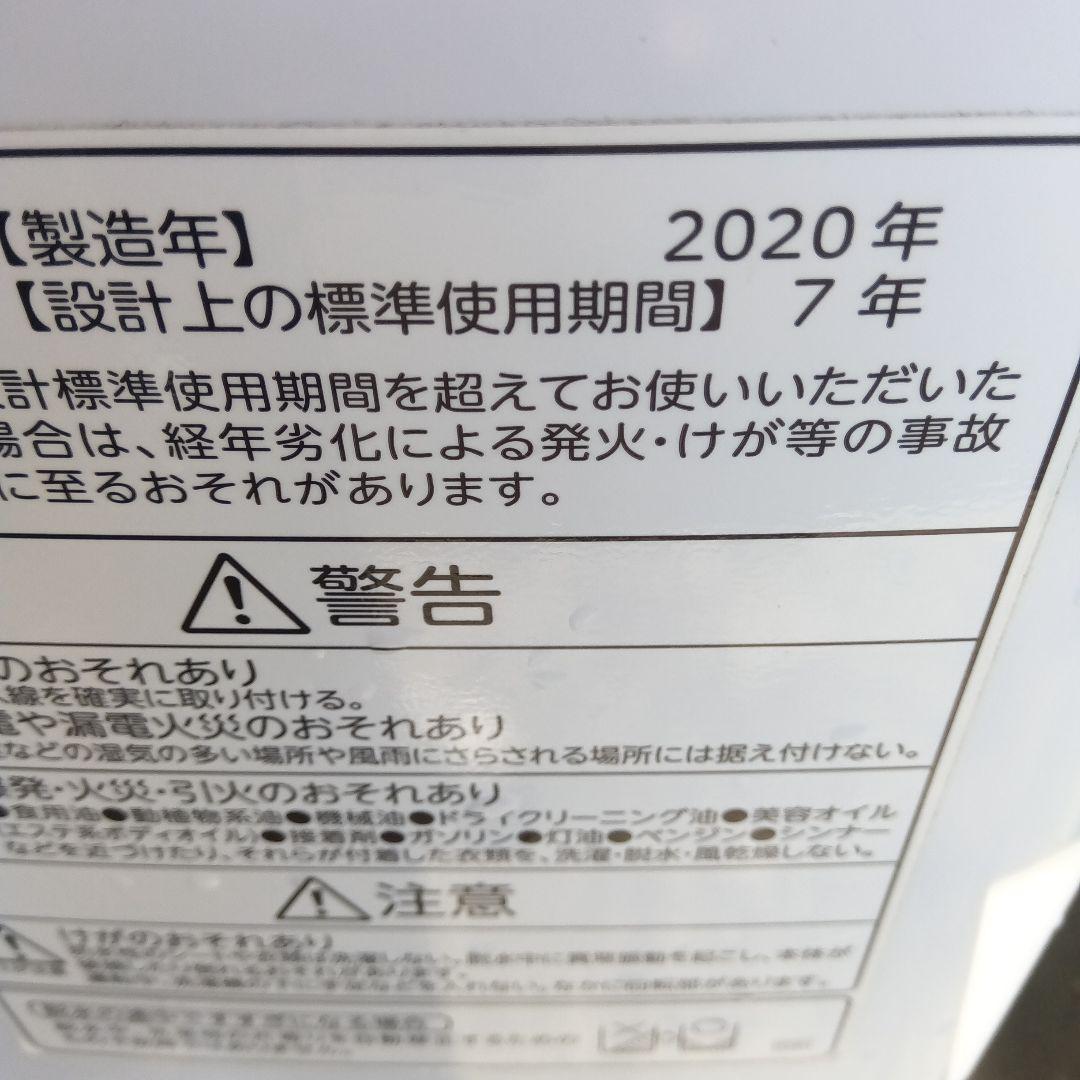 【製造年】 2020年
【設計上の標準使用期間】 7年
計標準使用期間を超えてお使いいただいた
場合は、経年劣化による発火・けが等の事故
に至るおそれがあります。
警告
のおそれあり
線を確実に取り付ける。
電や漏電火災のおそれあり
などの湿気の多い場所や風雨にさらされる場所には据え付けない。
爆発・火災・引火のおそれあり
●食用油●動植物系油●機械油●ドライクリーニング油●美容オイル
(エステ系ボディオイル)●接着剤●ガソリン●灯油●ベンジン●シンナー
などを近づけたり、それらが付着した衣類を、洗濯・脱水・風乾燥しない。
注意
けがのおそれあり